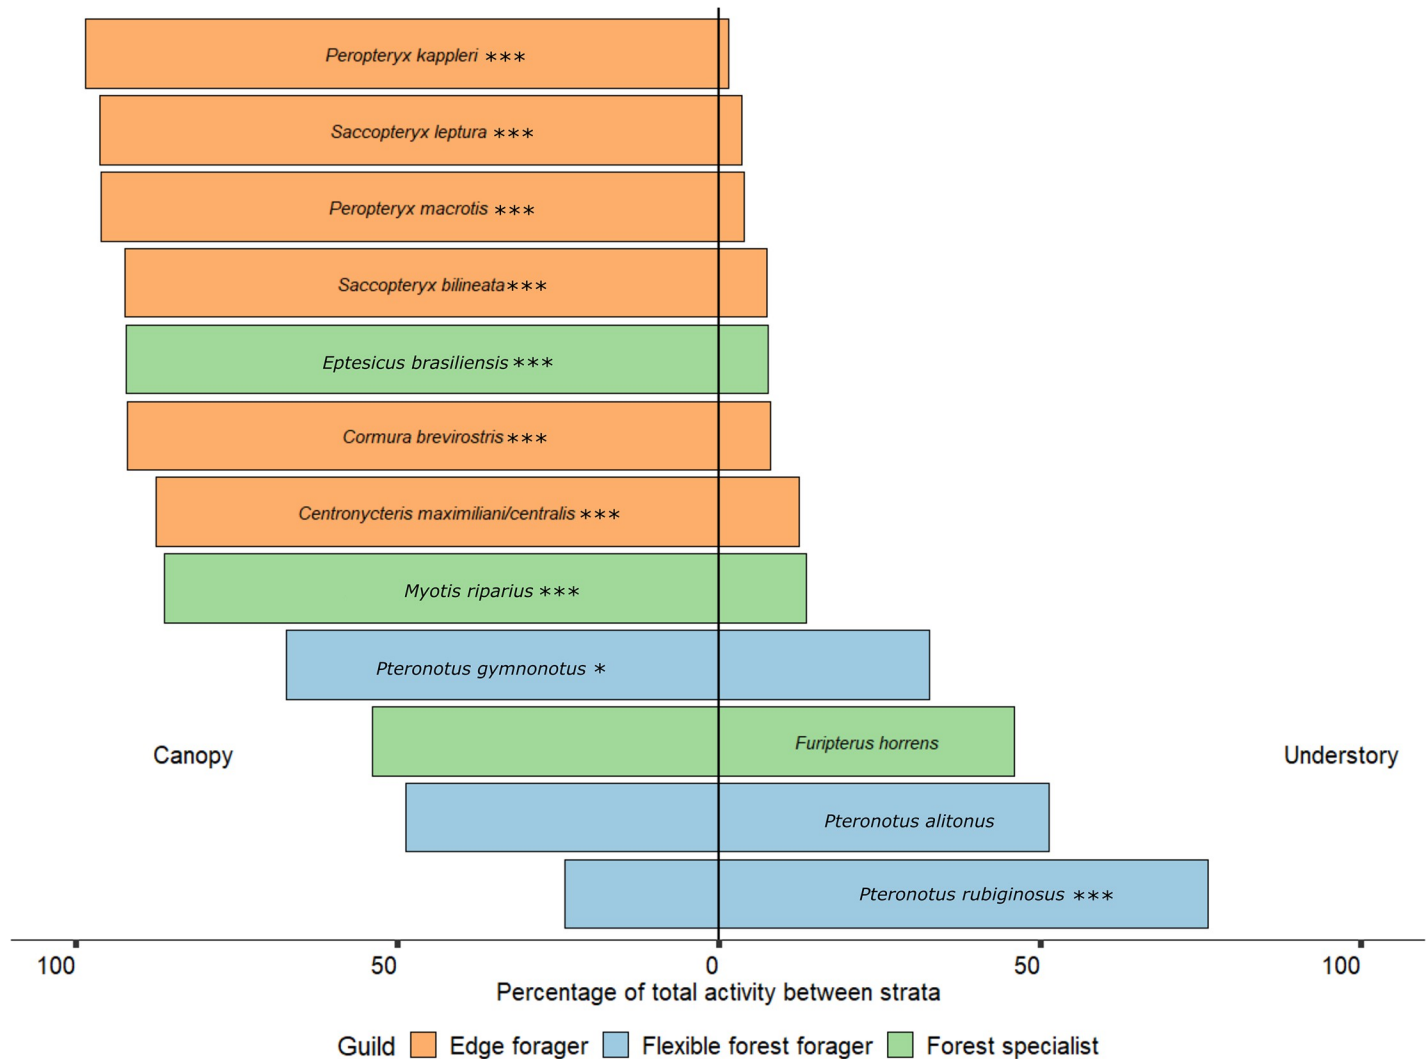 Peropteryx kappleri ***
Saccopteryx leptura ***
Peropteryx macrotis ***
Saccopteryx bilineata***
Eptesicus brasiliensis ***
Cormura brevirostris ***
Centronycteris maximiliani/centralis ***
Myotis riparius ***
Pteronotus gymnonotus *
Furipterus horrens
Canopy
Understory
Pteronotus alitonus
Pteronotus rubiginosus ***
100 50 0 50 100
Percentage of total activity between strata
Guild Edge forager Flexible forest forager Forest specialist